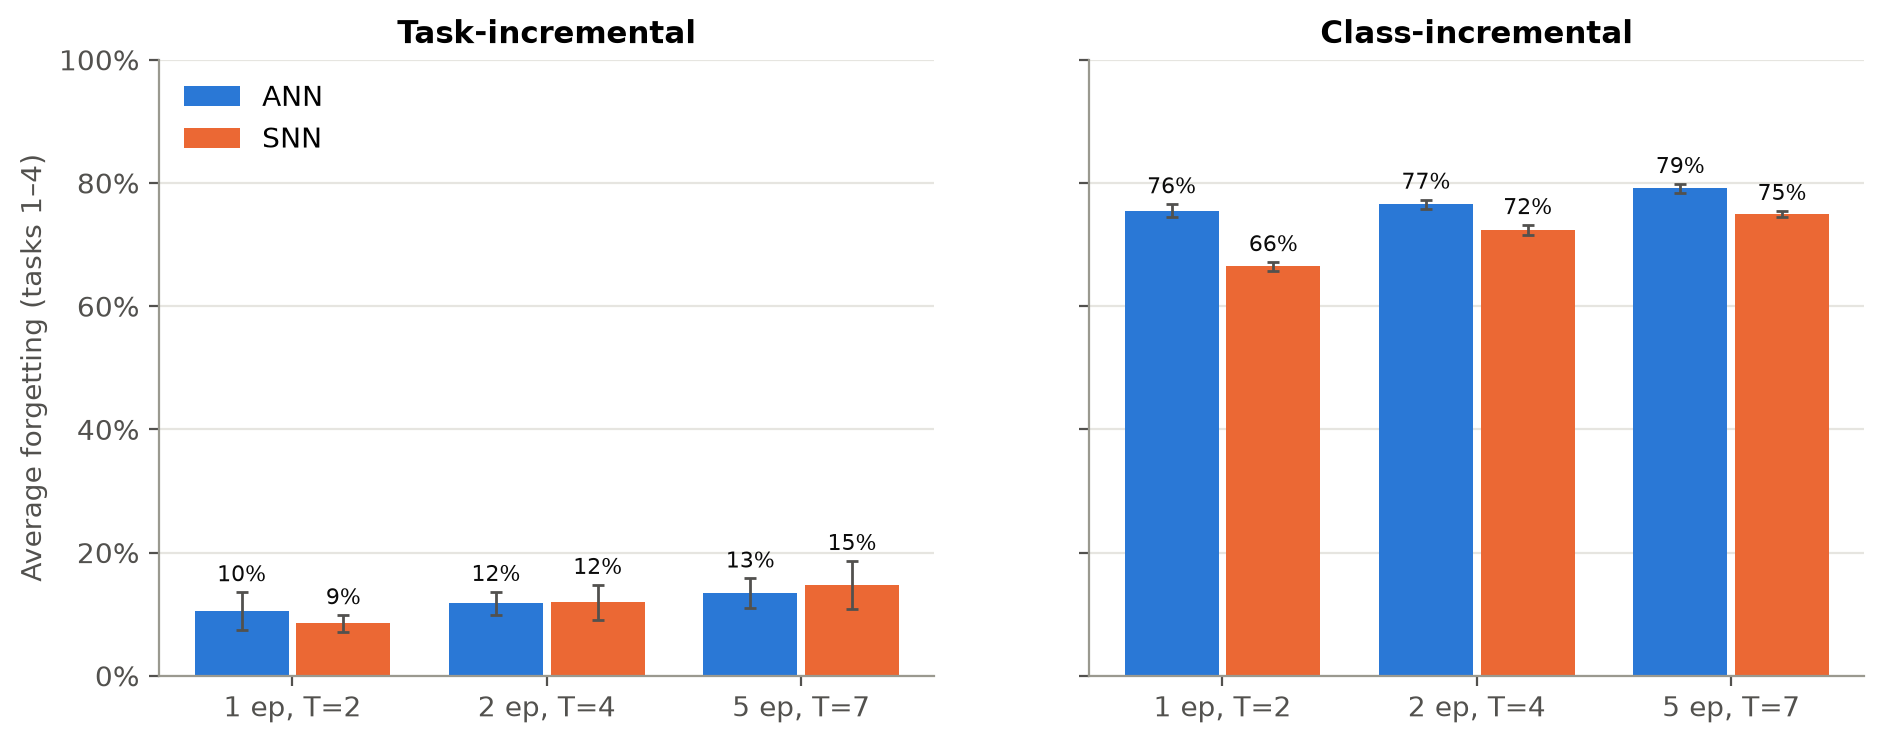 Task-incremental
Class-incremental
Average forgetting (tasks 1–4)
100%
80%
60%
40%
20%
0%
ANN
SNN
10%
9%
12%
12%
13%
15%
1 ep, T=2
2 ep, T=4
5 ep, T=7
76%
66%
77%
72%
79%
75%
1 ep, T=2
2 ep, T=4
5 ep, T=7